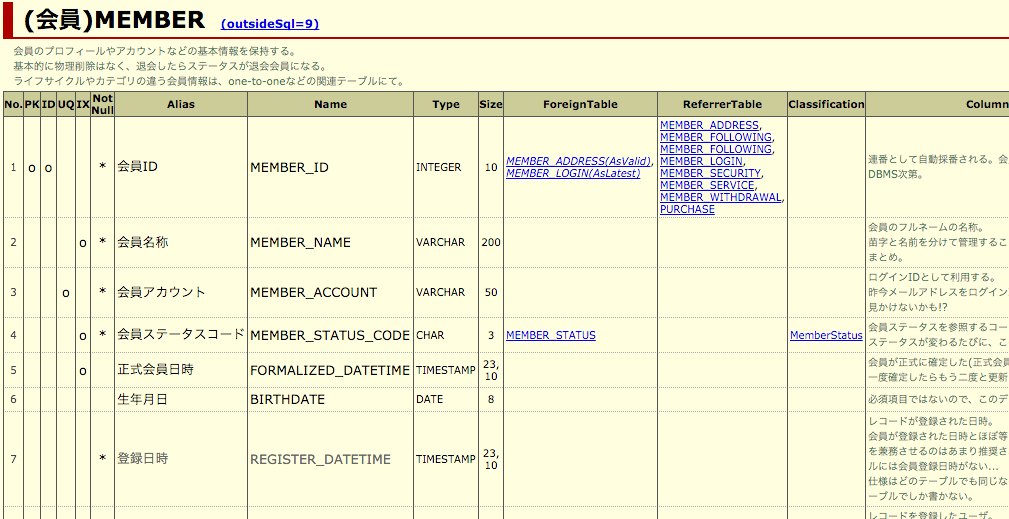 (会員)MEMBER (outsideSql=9)
会員のプロフィールやアカウントなどの基本情報を保持する。
基本的に物理削除はなく、退会したらステータスが退会会員になる。
ライフサイクルやカテゴリの違う会員情報は、one-to-oneなどの関連テーブルにて。
No. PK ID UQ IX Not Null Alias Name Type Size ForeignTable ReferrerTable Classification Column
1 o o * 会員ID MEMBER_ID INTEGER 10
MEMBER_ADDRESS(AsValid),
MEMBER_LOGIN(AsLatest)
MEMBER_ADDRESS,
MEMBER_FOLLOWING,
MEMBER_FOLLOWING,
MEMBER_LOGIN,
MEMBER_SECURITY,
MEMBER_SERVICE,
MEMBER_WITHDRAWAL,
PURCHASE
連番として自動採番される。会
DBMS次第。
2 o * 会員名称 MEMBER_NAME VARCHAR 200
会員のフルネームの名称。
苗字と名前を分けて管理するこ
まとめ。
3 o * 会員アカウント MEMBER_ACCOUNT VARCHAR 50
ログインIDとして利用する。
昨今メールアドレスをログイン
見かけないかも!?
4 o * 会員ステータスコード MEMBER_STATUS_CODE CHAR 3 MEMBER_STATUS MemberStatus
会員ステータスを参照するコー
ステータスが変わるたびに、こ
5 o 正式会員日時 FORMALIZED_DATETIME TIMESTAMP 23, 10
会員が正式に確定した(正式会員
一度確定したらもう二度と更新
6 生年月日 BIRTHDATE DATE 8 必須項目ではないので、このデ
7 * 登録日時 REGISTER_DATETIME TIMESTAMP 23, 10
レコードが登録された日時。
会員が登録された日時とほぼ等
を兼務させるのはあまり推奨さ
ルには会員登録日時がない...
仕様はどのテーブルでも同じな
ーブルでしか書かない。
レコードを登録したユーザ。